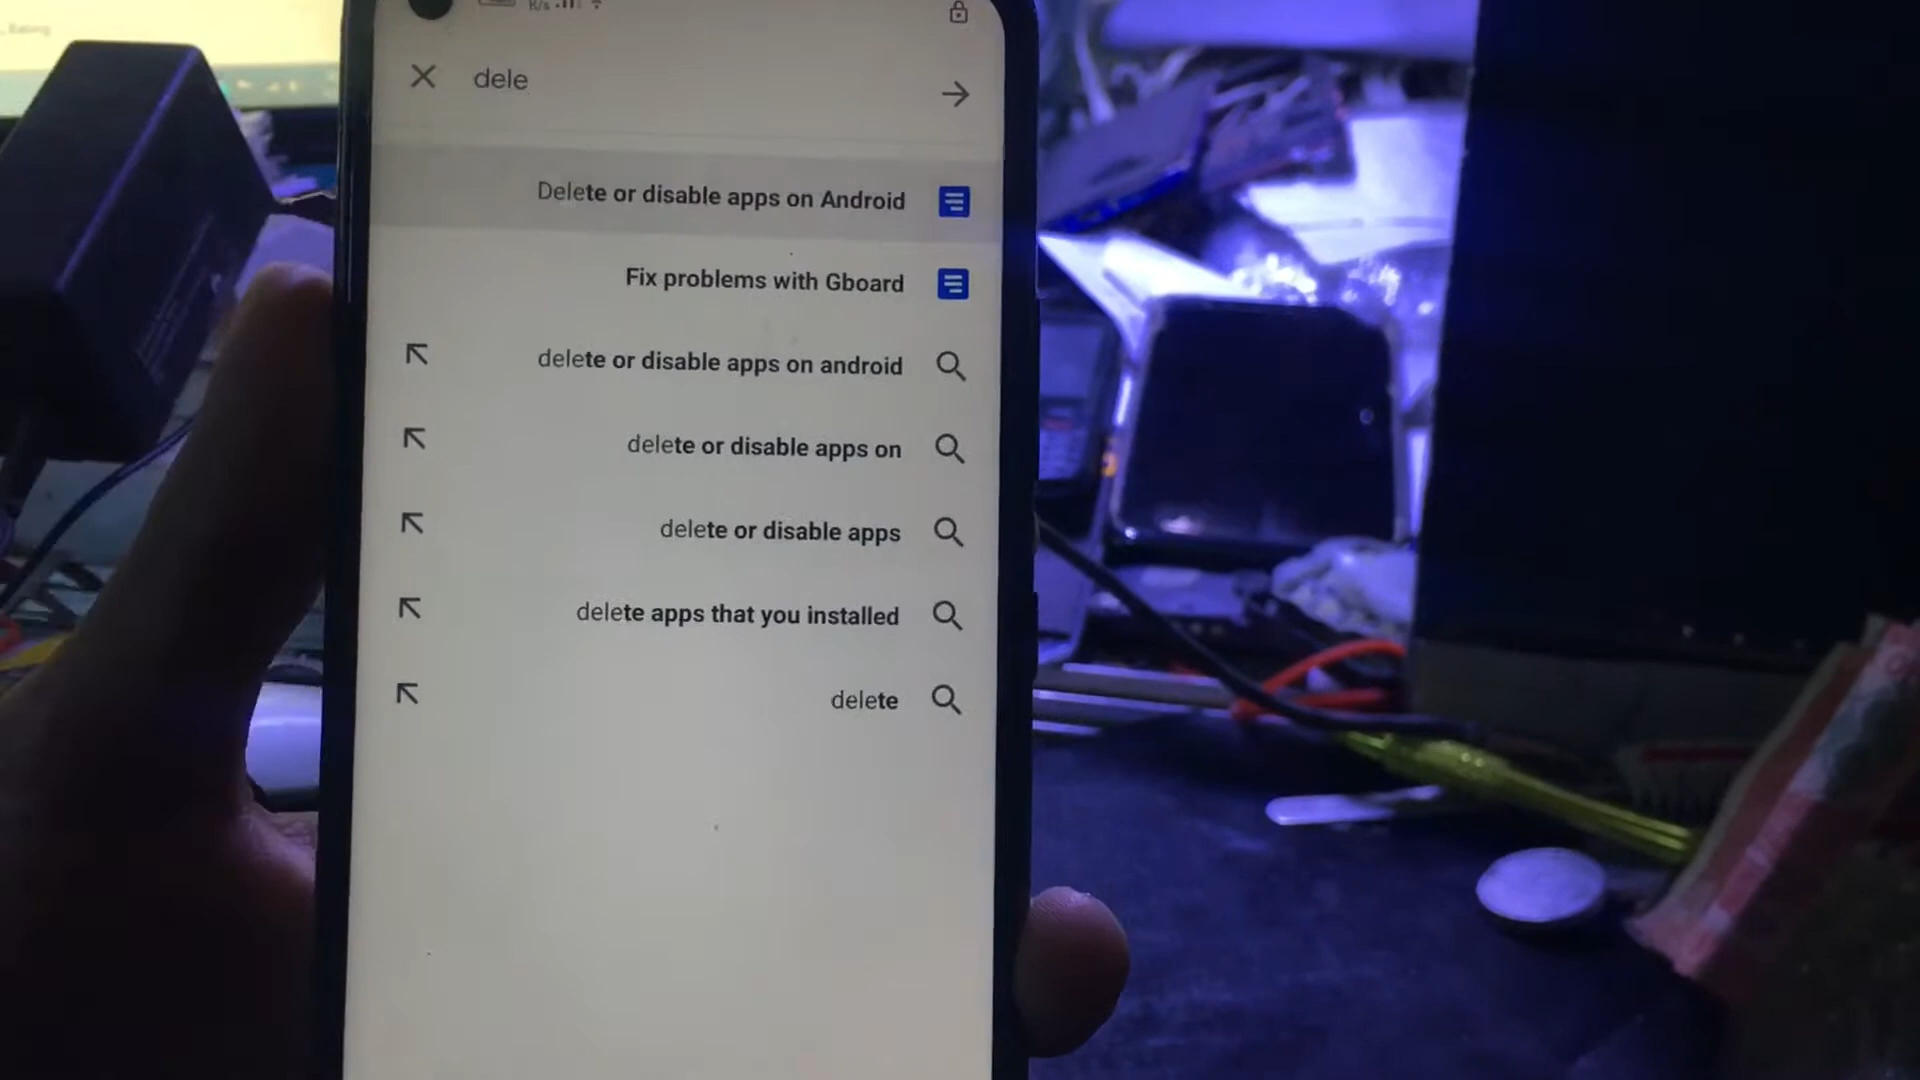 K/s
dele
Delete or disable apps on Android
Fix problems with Gboard
delete or disable apps on android
delete or disable apps on
delete or disable apps
delete apps that you installed
delete